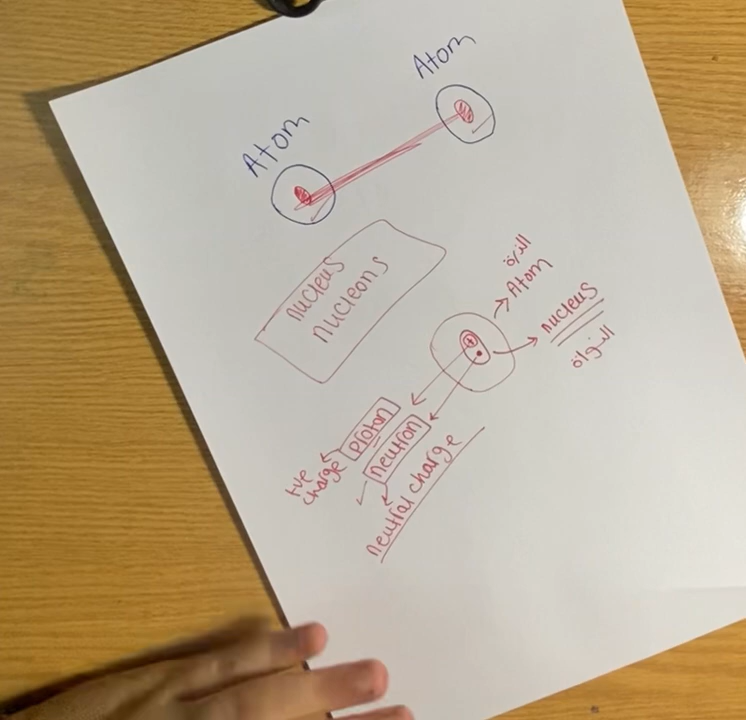 Atom
Atom
nucleus
nucleons
الذرة
Atom
nucleus
النواة
+
proton
+ve
charge
neutron
neutral charge